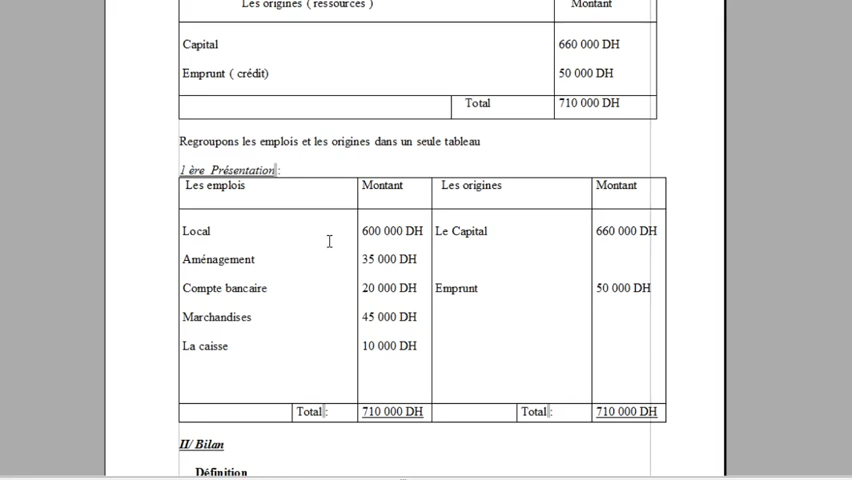 Les origines ( ressources ) Montant
Capital 660 000 DH
Emprunt ( crédit) 50 000 DH
Total 710 000 DH
Regroupons les emplois et les origines dans un seule tableau
1 ère Présentation :
Les emplois Montant Les origines Montant
Local 600 000 DH Le Capital 660 000 DH
Aménagement 35 000 DH
Compte bancaire 20 000 DH Emprunt 50 000 DH
Marchandises 45 000 DH
La caisse 10 000 DH
Total : 710 000 DH Total : 710 000 DH
II/ Bilan
Définition